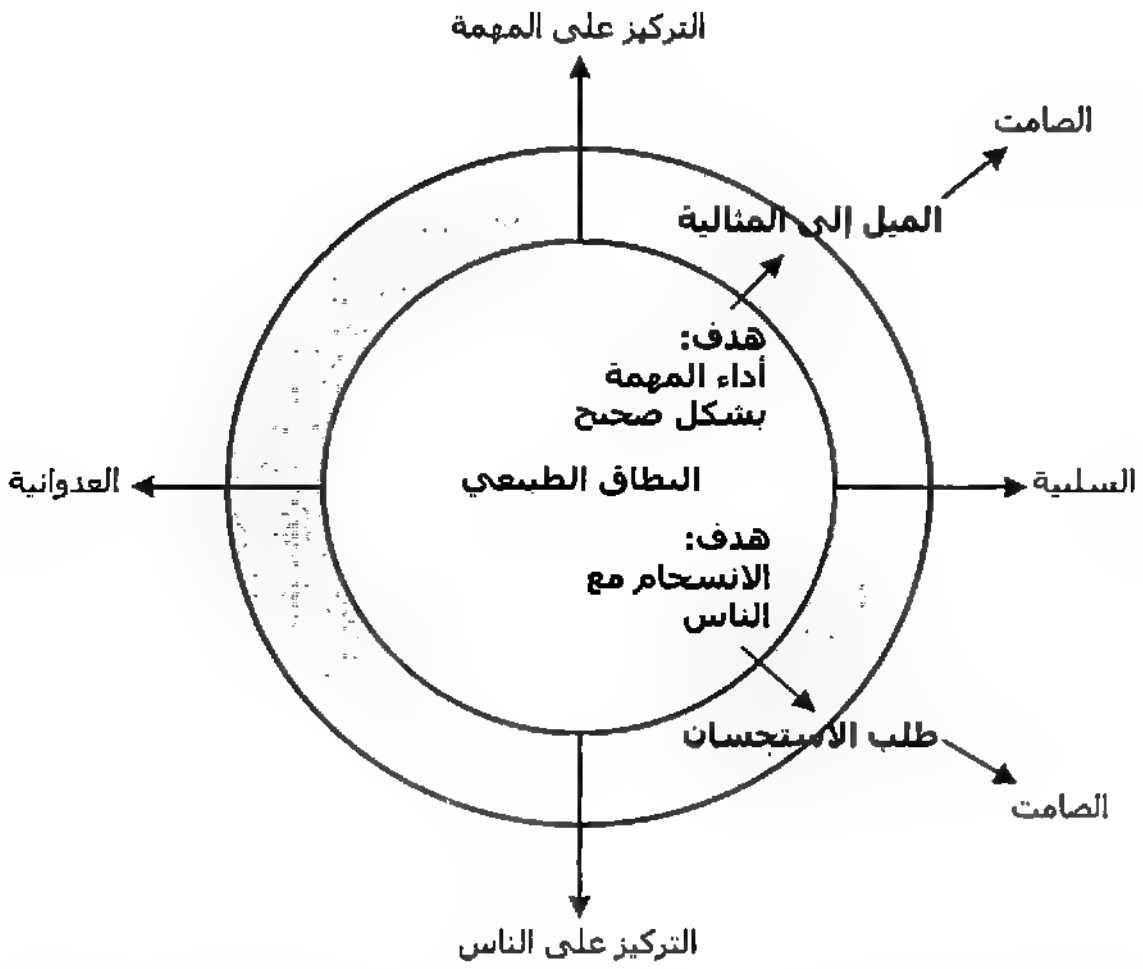 التركيز على المهمة
الصامت
الميل إلى المثالية
هدف:
أداء المهمة
بشكل صحيح
العدوانية
النطاق الطبيعي
السلبية
هدف:
الانسجام مع
الناس
طلب الاستحسان
الصامت
التركيز على الناس